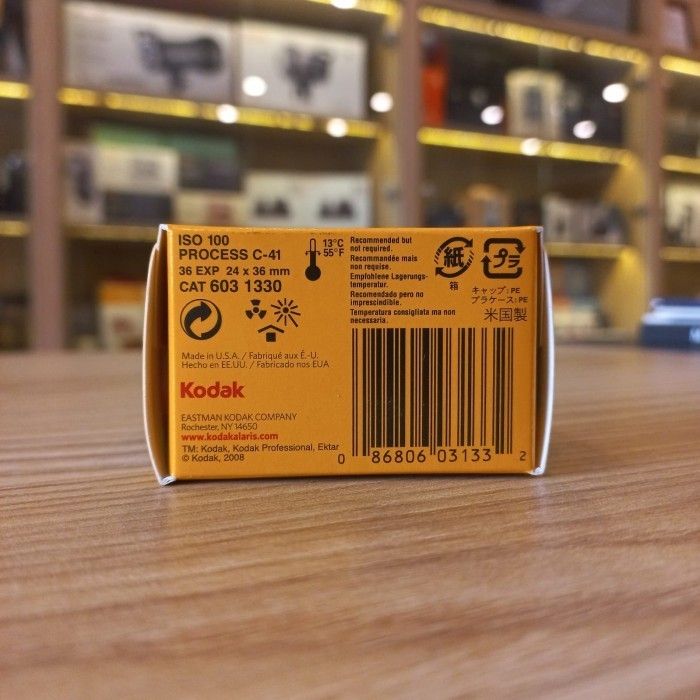 ISO 100
PROCESS C-41
36 EXP 24 x 36 mm
CAT 603 1330
13°C
55°F
Recommended but
not required.
Recommandée mais
non requise.
Empfohlene Lagerungs-
temperatur.
Recomendado pero no
imprescindible.
Temperatura consigliata ma non
necessaria.
紙
箱
プラ
キャップ: PE
プラケース: PE
米国製
Made in U.S.A. / Fabriqué aux É.-U.
Hecho en EE.UU. / Fabricado nos EUA
Kodak
EASTMAN KODAK COMPANY
Rochester, NY 14650
www.kodakalaris.com
TM: Kodak, Kodak Professional, Ektar
© Kodak, 2008
0 86806 03133 2